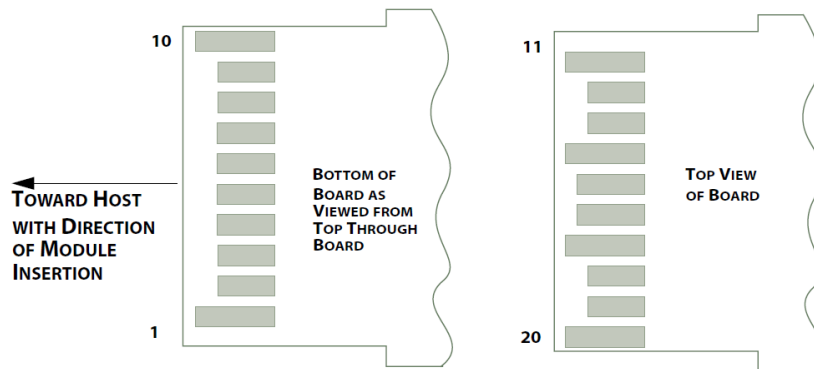 10
TOWARD HOST
WITH DIRECTION
OF MODULE
INSERTION
BOTTOM OF
BOARD AS
VIEWED FROM
TOP THROUGH
BOARD
1
11
TOP VIEW
OF BOARD
20